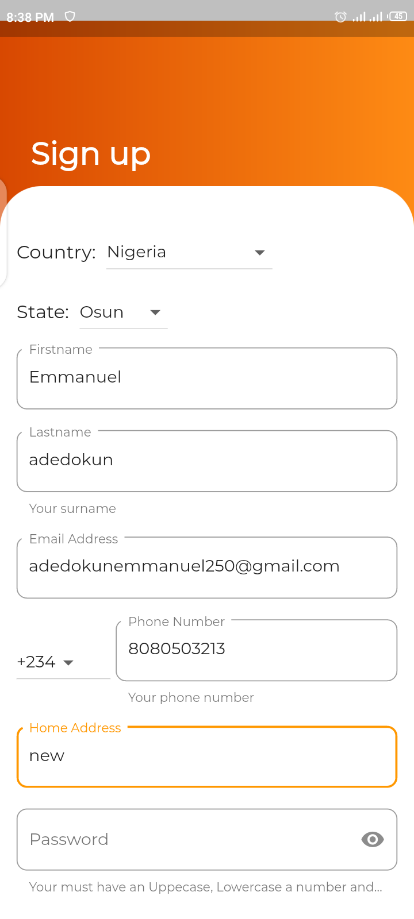 8:38 PM
45
Sign up
Country: Nigeria
State: Osun
Firstname
Emmanuel
Lastname
adedokun
Your surname
Email Address
adedokunemmanuel250@gmail.com
Phone Number
+234 8080503213
Your phone number
Home Address
new
Password
Your must have an Uppecase, Lowercase a number and...